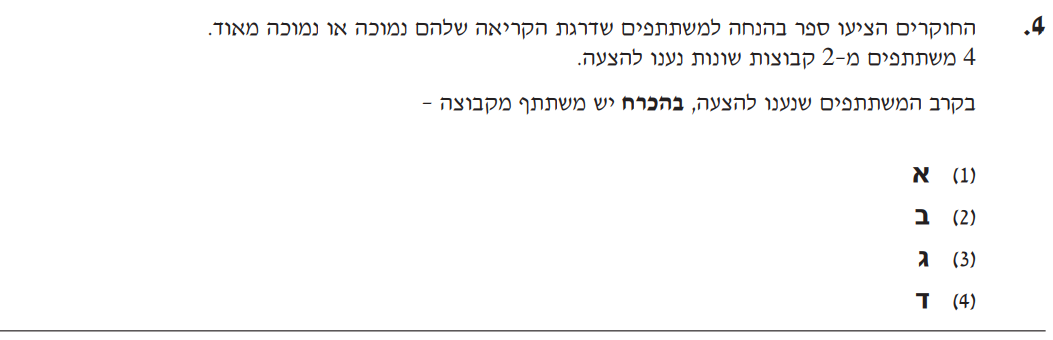 4. החוקרים הציעו ספר בהנחה למשתתפים שדרגת הקריאה שלהם נמוכה או נמוכה מאוד.
4 משתתפים מ-2 קבוצות שונות נענו להצעה.
בקרב המשתתפים שנענו להצעה, בהכרח יש משתתף מקבוצה -
(1) א
(2) ב
(3) ג
(4) ד